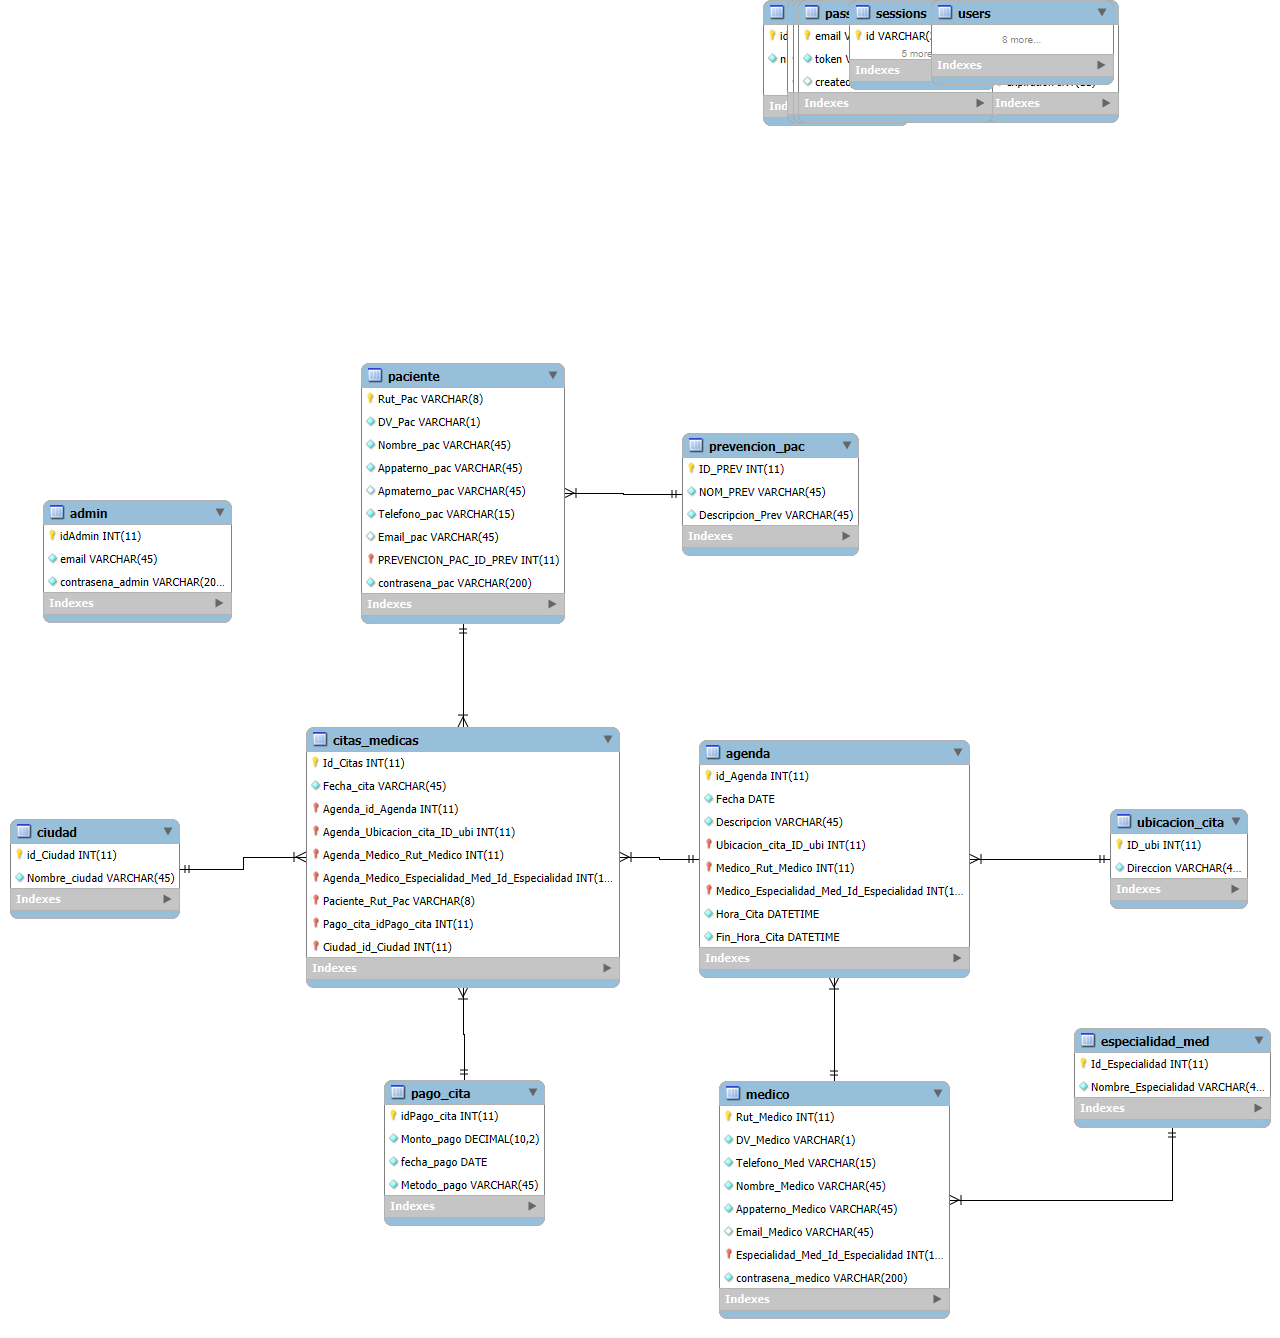 pass
sessions
users
id
email V
id VARCHAR(
8 more...
n
token V
5 more
Indexes
Indexes
created
Ind
Indexes
Indexes
paciente
Rut_Pac VARCHAR(8)
DV_Pac VARCHAR(1)
Nombre_pac VARCHAR(45)
Appaterno_pac VARCHAR(45)
Apmaterno_pac VARCHAR(45)
Telefono_pac VARCHAR(15)
Email_pac VARCHAR(45)
PREVENCION_PAC_ID_PREV INT(11)
contrasena_pac VARCHAR(200)
Indexes
prevencion_pac
ID_PREV INT(11)
NOM_PREV VARCHAR(45)
Descripcion_Prev VARCHAR(45)
Indexes
admin
idAdmin INT(11)
email VARCHAR(45)
contrasena_admin VARCHAR(20...
Indexes
citas_medicas
Id_Citas INT(11)
Fecha_cita VARCHAR(45)
Agenda_id_Agenda INT(11)
Agenda_Ubicacion_cita_ID_ubi INT(11)
Agenda_Medico_Rut_Medico INT(11)
Agenda_Medico_Especialidad_Med_Id_Especialidad INT(1...
Paciente_Rut_Pac VARCHAR(8)
Pago_cita_idPago_cita INT(11)
Ciudad_id_Ciudad INT(11)
Indexes
agenda
id_Agenda INT(11)
Fecha DATE
Descripcion VARCHAR(45)
Ubicacion_cita_ID_ubi INT(11)
Medico_Rut_Medico INT(11)
Medico_Especialidad_Med_Id_Especialidad INT(1...
Hora_Cita DATETIME
Fin_Hora_Cita DATETIME
Indexes
ciudad
id_Ciudad INT(11)
Nombre_ciudad VARCHAR(45)
Indexes
ubicacion_cita
ID_ubi INT(11)
Direccion VARCHAR(4...
Indexes
pago_cita
idPago_cita INT(11)
Monto_pago DECIMAL(10,2)
fecha_pago DATE
Metodo_pago VARCHAR(45)
Indexes
medico
Rut_Medico INT(11)
DV_Medico VARCHAR(1)
Telefono_Med VARCHAR(15)
Nombre_Medico VARCHAR(45)
Appaterno_Medico VARCHAR(45)
Email_Medico VARCHAR(45)
Especialidad_Med_Id_Especialidad INT(1...
contrasena_medico VARCHAR(200)
Indexes
especialidad_med
Id_Especialidad INT(11)
Nombre_Especialidad VARCHAR(4...
Indexes